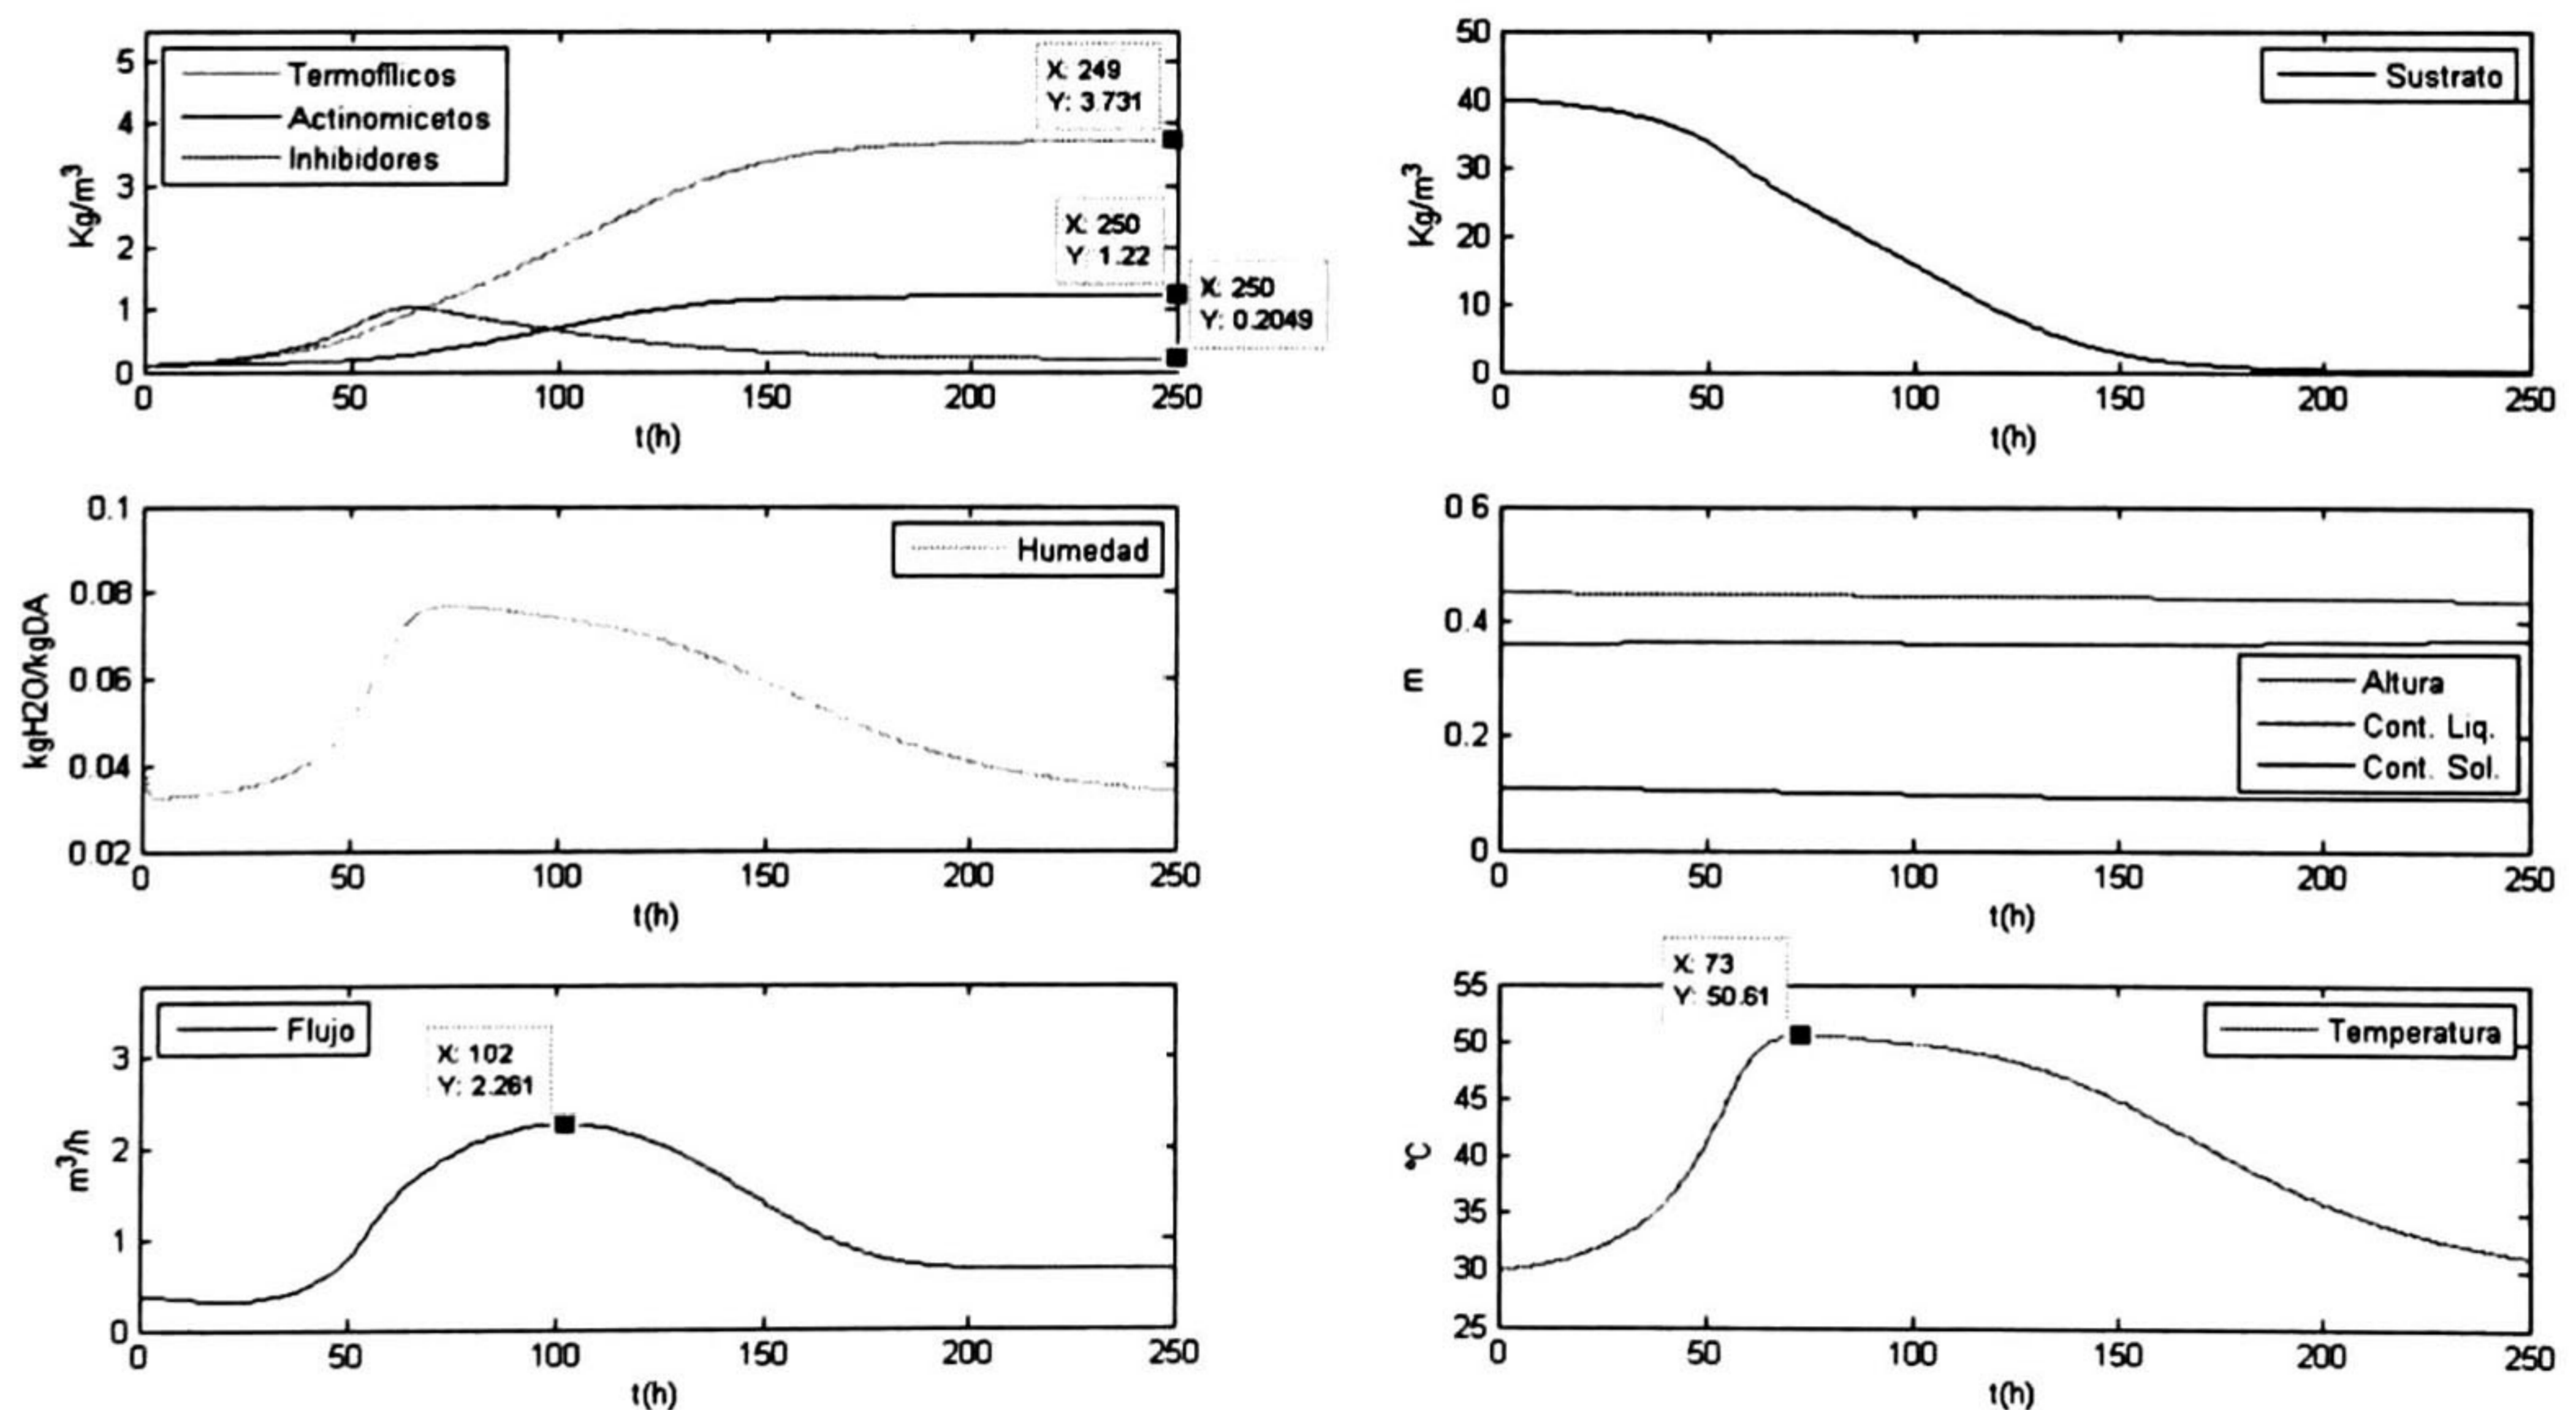 5
4
3
2
1
0
Kg/m³
Termofílicos
Actinomicetos
Inhibidores
X: 249
Y: 3.731
X: 250
Y: 1.22
X: 250
Y: 0.2049
0 50 100 150 200 250
t(h)
50
40
30
20
10
0
Kg/m³
Sustrato
0 50 100 150 200 250
t(h)
0.1
0.08
0.06
0.04
0.02
kgH2O/kgDA
Humedad
0 50 100 150 200 250
t(h)
0.6
0.4
0.2
0
m
Altura
Cont. Liq.
Cont. Sol.
0 50 100 150 200 250
t(h)
3
2
1
0
m³/h
Flujo
X: 102
Y: 2.261
0 50 100 150 200 250
t(h)
55
50
45
40
35
30
25
°C
X: 73
Y: 50.61
Temperatura
0 50 100 150 200 250
t(h)